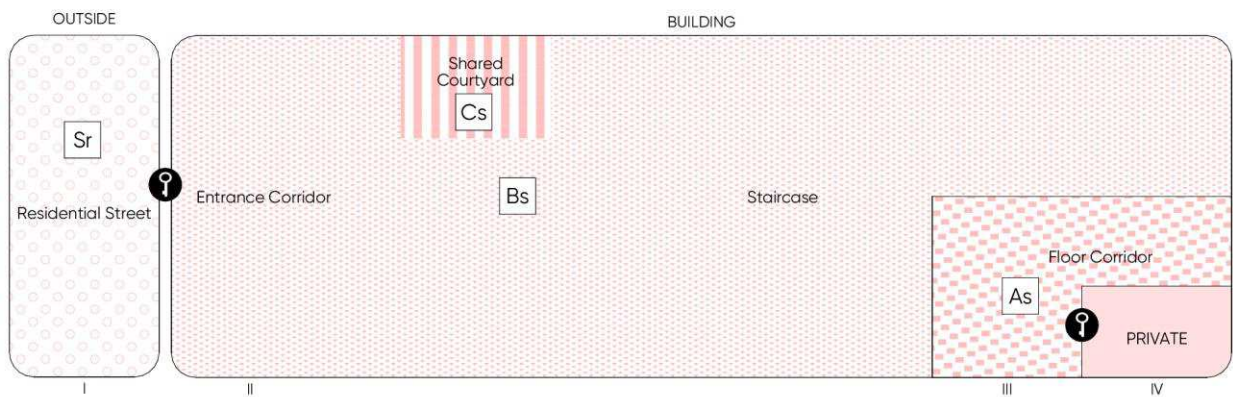 OUTSIDE
BUILDING
Shared
Courtyard
Cs
Sr
Entrance Corridor
Bs
Staircase
Residential Street
Floor Corridor
As
PRIVATE
I
II
III
IV